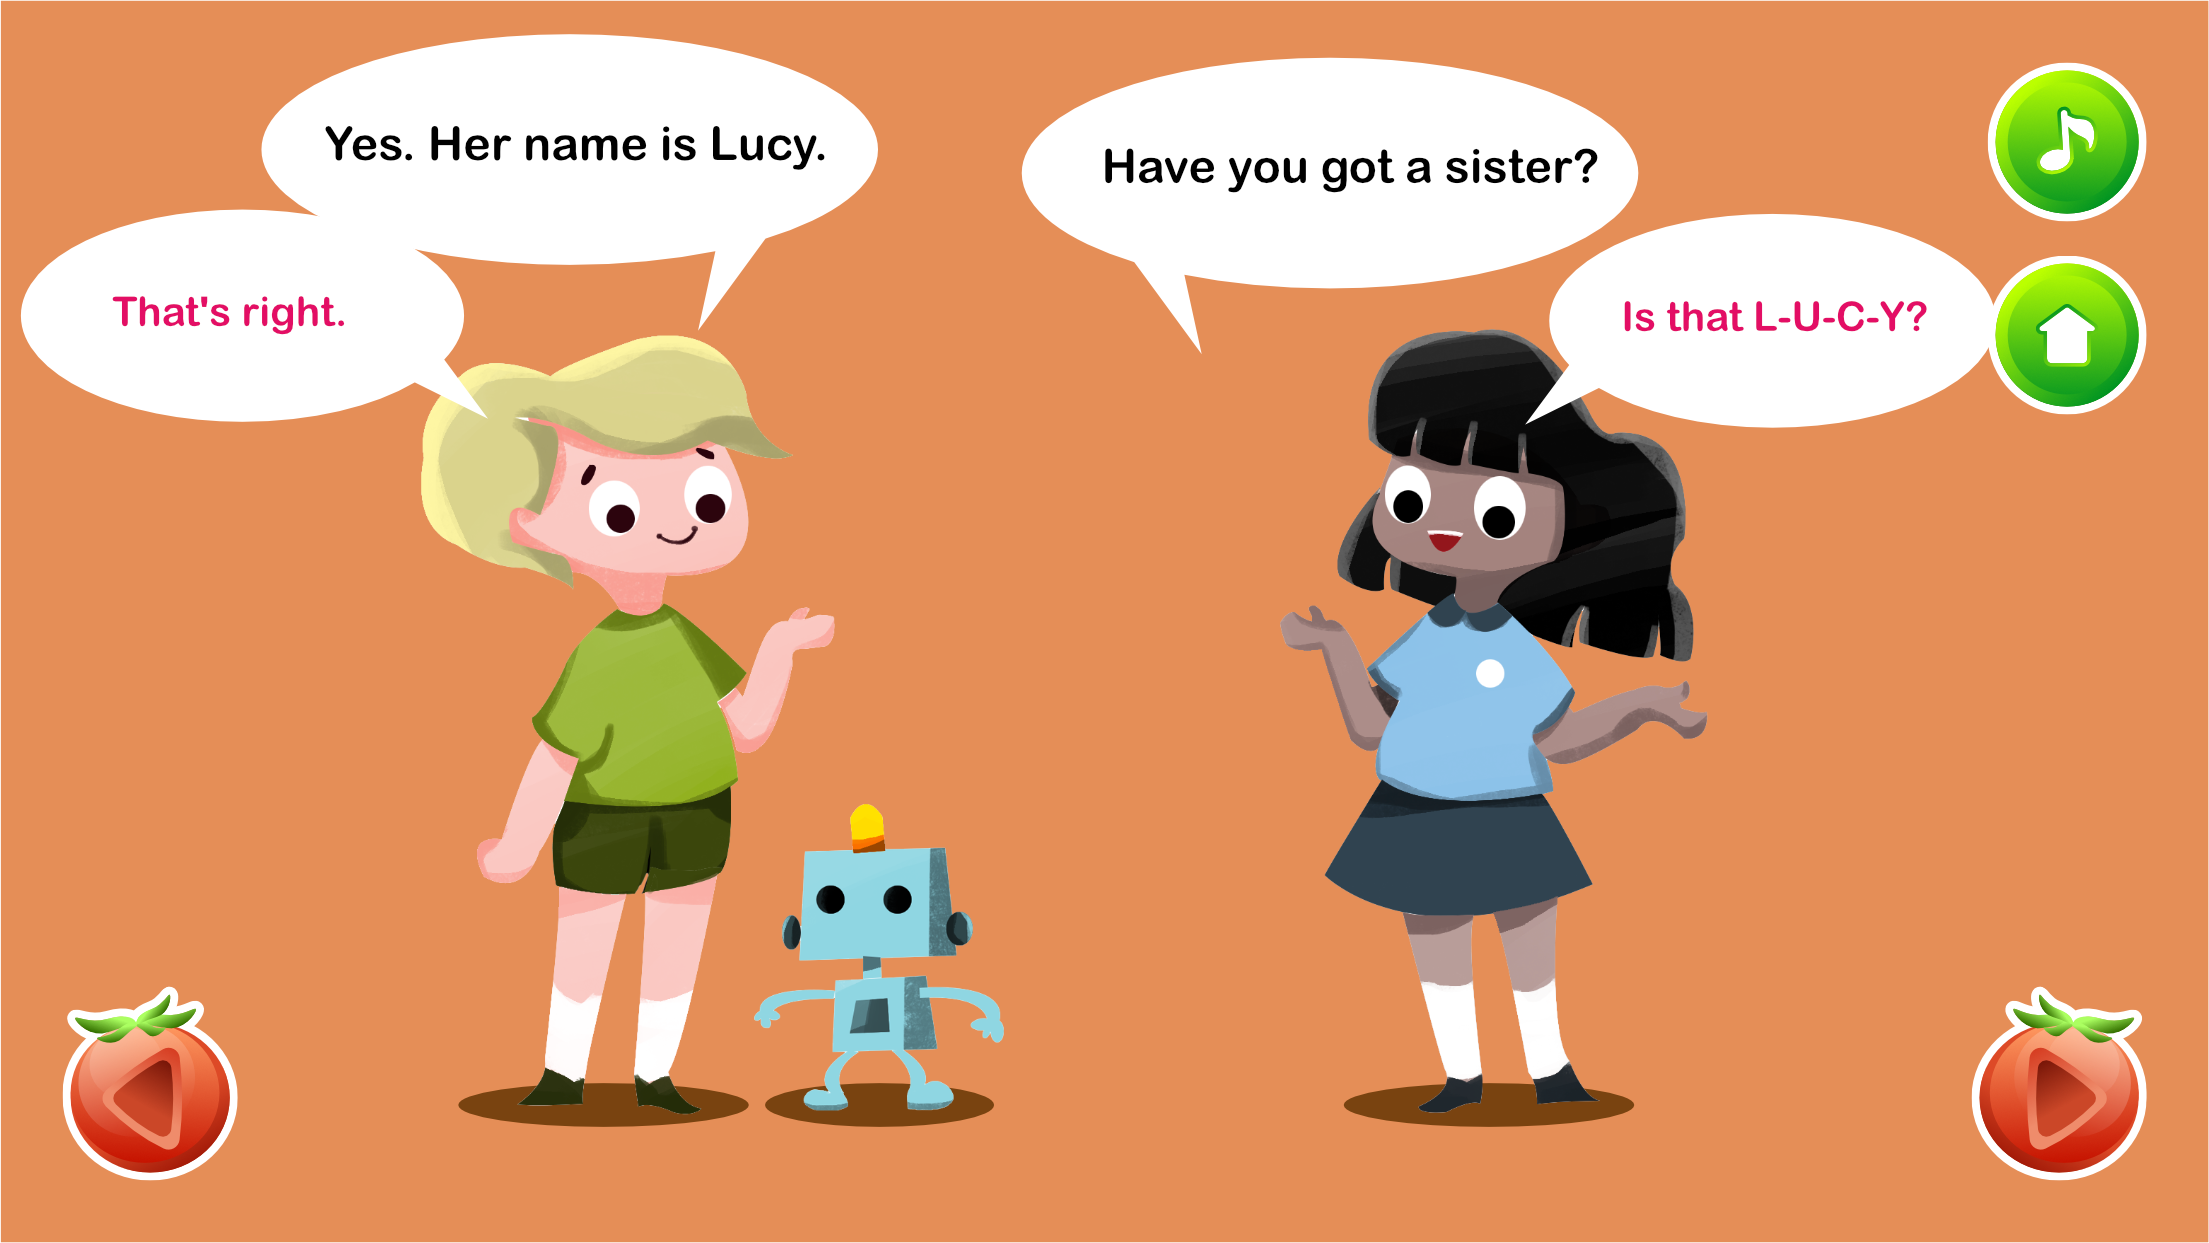 Yes. Her name is Lucy.
Have you got a sister?
That's right.
Is that L-U-C-Y?